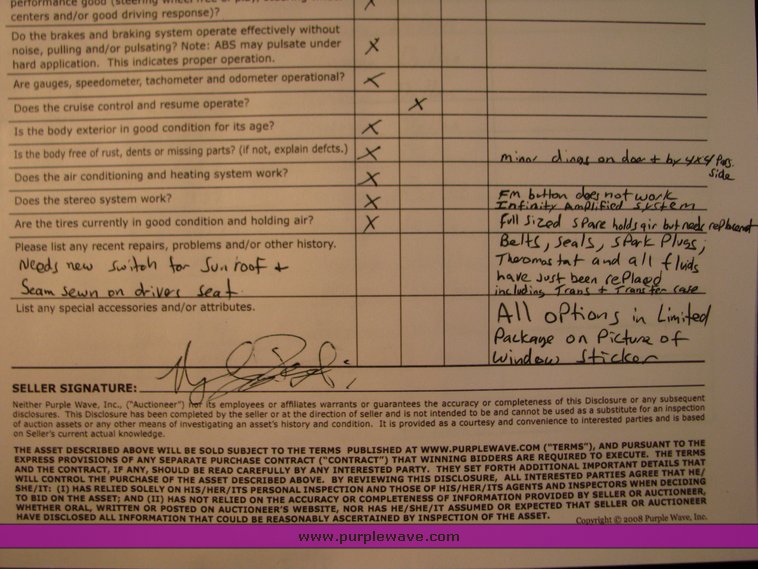 performance good (steering wheel
centers and/or good driving response)?
Do the brakes and braking system operate effectively without
noise, pulling and/or pulsating? Note: ABS may pulsate under
hard application. This indicates proper operation.
X
Are gauges, speedometer, tachometer and odometer operational?
X
Does the cruise control and resume operate?
X
Is the body exterior in good condition for its age?
X
Is the body free of rust, dents or missing parts? (if not, explain defcts.)
X
minor dings on door + by 4x4 Pas.
side
Does the air conditioning and heating system work?
X
Does the stereo system work?
X
FM button does not work
Infinity Amplified system
Are the tires currently in good condition and holding air?
X
full sized spare holds air but needs replacement
Please list any recent repairs, problems and/or other history.
Needs new switch for sunroof +
Seam sewn on drivers seat.
Belts, seals, spark Plugs,
Thermostat and all fluids
have just been replaced
including Trans + Transfer case
List any special accessories and/or attributes.
All options in Limited
Package on Picture of
window sticker
SELLER SIGNATURE:
Neither Purple Wave, Inc., ("Auctioneer") nor its employees or affiliates warrants or guarantees the accuracy or completeness of this Disclosure or any subsequent
disclosures. This Disclosure has been completed by the seller or at the direction of seller and is not intended to be and cannot be used as a substitute for an inspection
of auction assets or any other means of investigating an asset's history and condition. It is provided as a courtesy and convenience to interested parties and is based
on Seller's current actual knowledge.
THE ASSET DESCRIBED ABOVE WILL BE SOLD SUBJECT TO THE TERMS PUBLISHED AT WWW.PURPLEWAVE.COM ("TERMS"), AND PURSUANT TO THE
EXPRESS PROVISIONS OF ANY SEPARATE PURCHASE CONTRACT ("CONTRACT") THAT WINNING BIDDERS ARE REQUIRED TO EXECUTE. THE TERMS
AND THE CONTRACT, IF ANY, SHOULD BE READ CAREFULLY BY ANY INTERESTED PARTY. THEY SET FORTH ADDITIONAL IMPORTANT DETAILS THAT
WILL CONTROL THE PURCHASE OF THE ASSET DESCRIBED ABOVE. BY REVIEWING THIS DISCLOSURE, ALL INTERESTED PARTIES AGREE THAT HE/
SHE/IT: (I) HAS RELIED SOLELY ON HIS/HER/ITS PERSONAL INSPECTION AND THOSE OF HIS/HER/ITS AGENTS AND INSPECTORS WHEN DECIDING
TO BID ON THE ASSET; AND (II) HAS NOT RELIED ON THE ACCURACY OR COMPLETENESS OF INFORMATION PROVIDED BY SELLER OR AUCTIONEER,
WHETHER ORAL, WRITTEN OR POSTED ON AUCTIONEER'S WEBSITE, NOR HAS HE/SHE/IT ASSUMED OR EXPECTED THAT SELLER OR AUCTIONEER
HAVE DISCLOSED ALL INFORMATION THAT COULD BE REASONABLY ASCERTAINED BY INSPECTION OF THE ASSET.
Copyright © 2008 Purple Wave, Inc.
www.purplewave.com